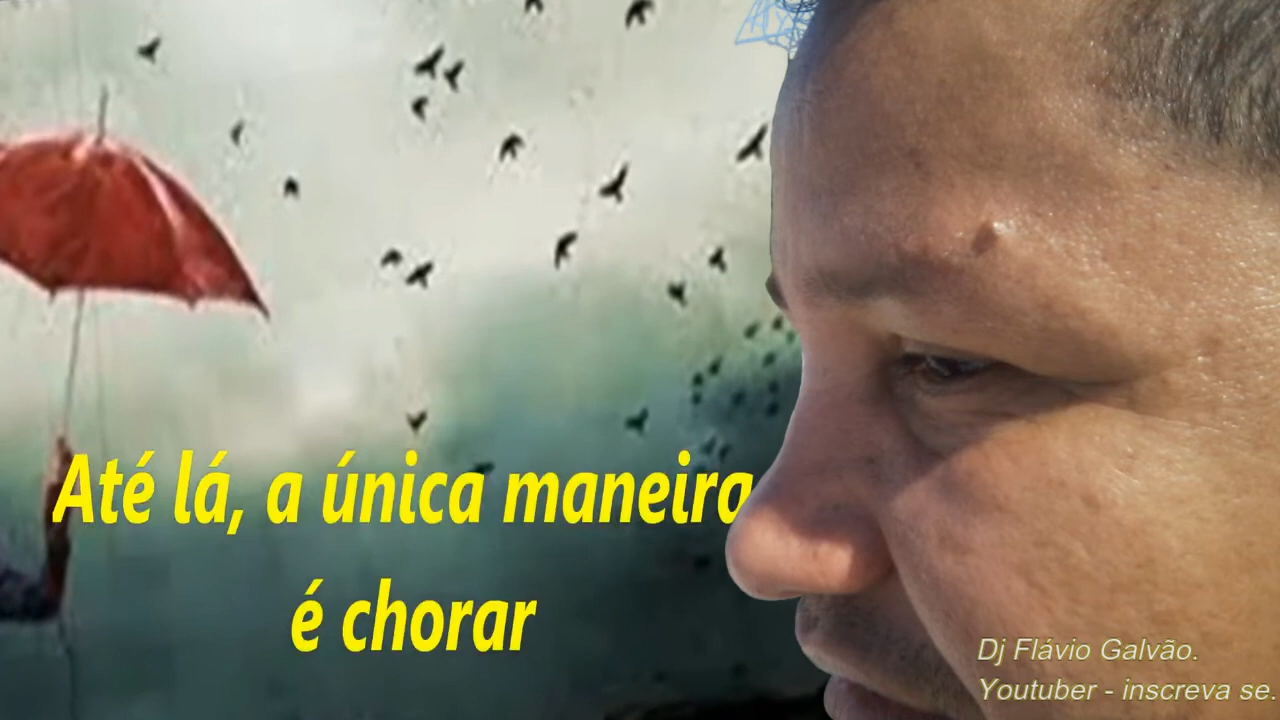 Até lá, a única maneira
é chorar
Dj Flávio Galvão.
Youtuber - inscreva se.